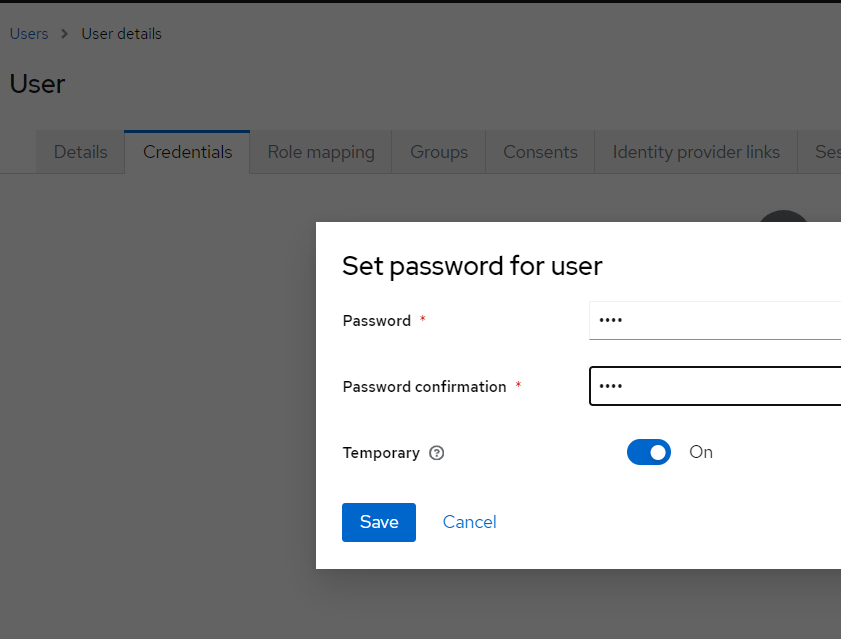 Users > User details
User
Details Credentials Role mapping Groups Consents Identity provider links Ses
Set password for user
Password *
••••
Password confirmation *
••••
Temporary ? On
Save Cancel